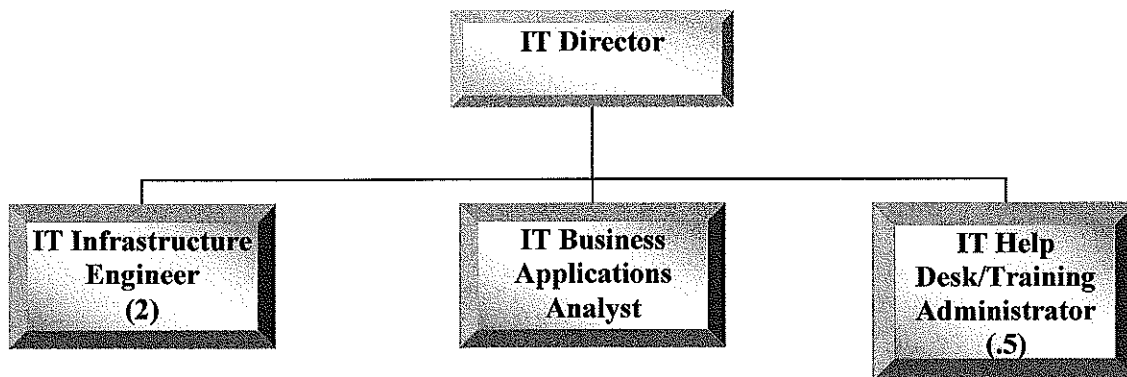 IT Director
IT Infrastructure
Engineer
(2)
IT Business
Applications
Analyst
IT Help
Desk/Training
Administrator
(.5)